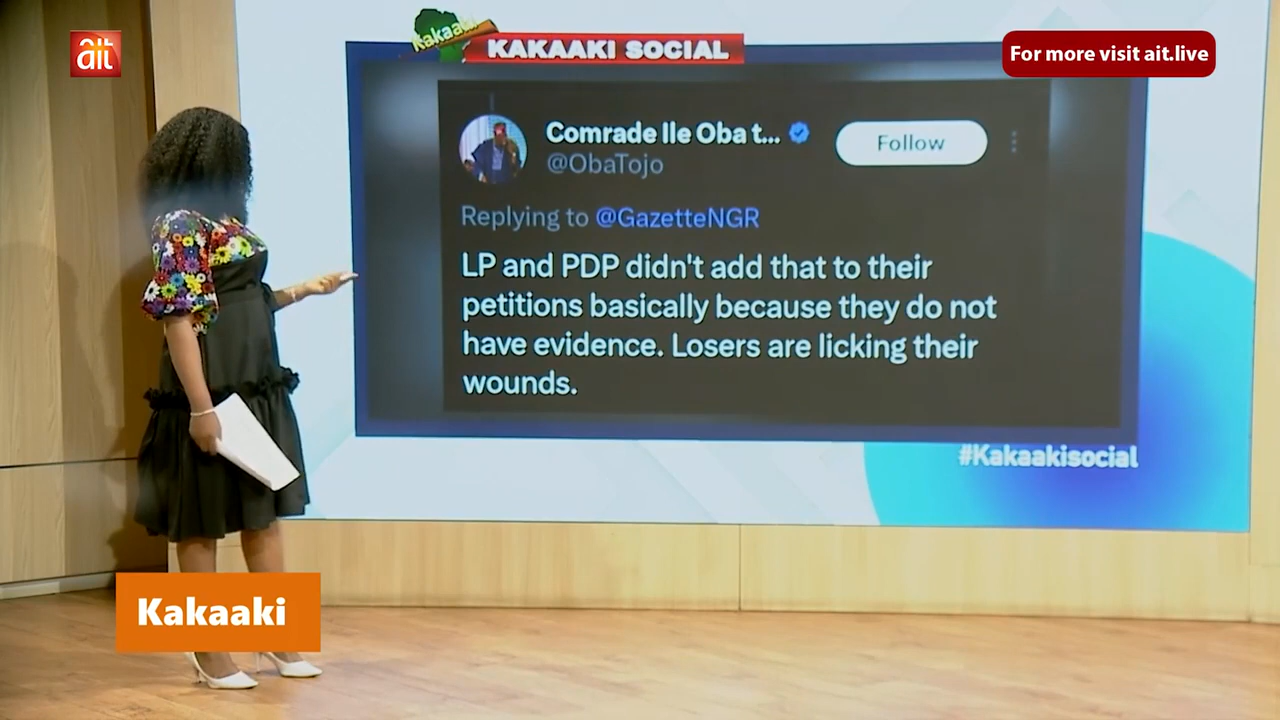 ait
Kakaaki
KAKAAKI SOCIAL
For more visit ait.live
Comrade Ile Oba t...
@ObaTojo
Follow
Replying to @GazetteNGR
LP and PDP didn't add that to their
petitions basically because they do not
have evidence. Losers are licking their
wounds.
#Kakaakisocial
Kakaaki